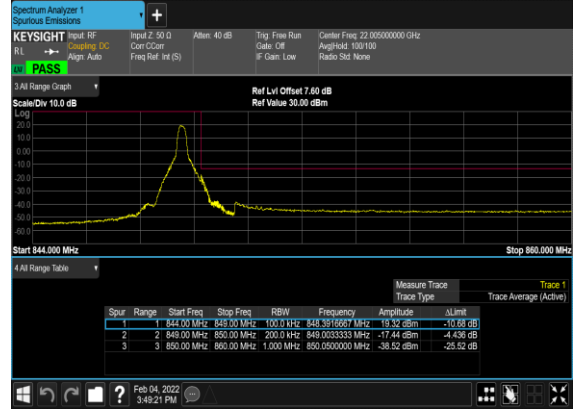 Spectrum Analyzer 1
Spurious Emissions
KEYSIGHT Input: RF Input Z: 50 Ω Atten: 40 dB Trig: Free Run Center Freq: 22.005000000 GHz
RL Coupling: DC Corr CCorr Gate: Off Avg|Hold: 100/100
Align: Auto Freq Ref: Int (S) IF Gain: Low Radio Std: None
PASS
3 All Range Graph
Ref Lvl Offset 7.60 dB
Scale/Div 10.0 dB Ref Value 30.00 dBm
Log
20.0
10.0
0.00
-10.0
-20.0
-30.0
-40.0
-50.0
-60.0
Start 844.000 MHz Stop 860.000 MHz
4 All Range Table
Measure Trace Trace 1
Trace Type Trace Average (Active)
Spur Range Start Freq Stop Freq RBW Frequency Amplitude ΔLimit
1 1 844.00 MHz 849.00 MHz 100.0 kHz 848.3916667 MHz 19.32 dBm -10.68 dB
2 2 849.00 MHz 850.00 MHz 200.0 kHz 849.0033333 MHz -17.44 dBm -4.436 dB
3 3 850.00 MHz 860.00 MHz 1.000 MHz 850.0500000 MHz -38.52 dBm -25.52 dB
? Feb 04, 2022
3:49:21 PM